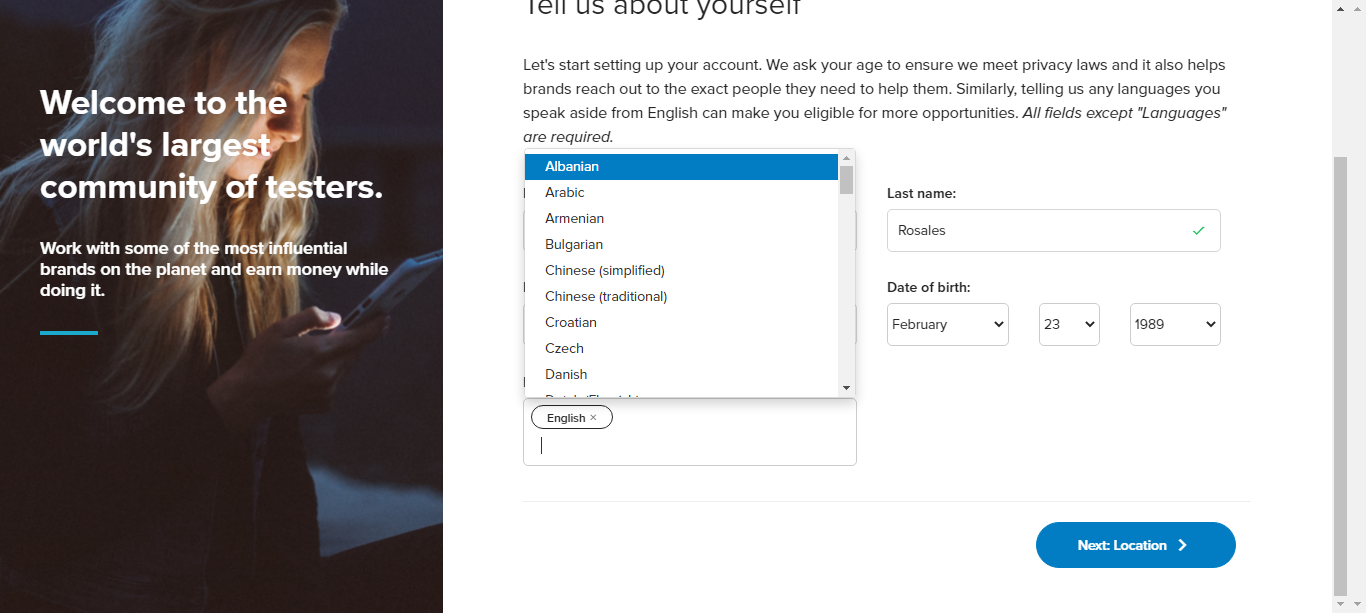 Tell us about yourself
Welcome to the
world's largest
community of testers.
Work with some of the most influential
brands on the planet and earn money while
doing it.
Let's start setting up your account. We ask your age to ensure we meet privacy laws and it also helps
brands reach out to the exact people they need to help them. Similarly, telling us any languages you
speak aside from English can make you eligible for more opportunities. All fields except "Languages"
are required.
Albanian
Arabic
Armenian
Bulgarian
Chinese (simplified)
Chinese (traditional)
Croatian
Czech
Danish
Last name:
Rosales
Date of birth:
February 23 1989
English ×
Next: Location